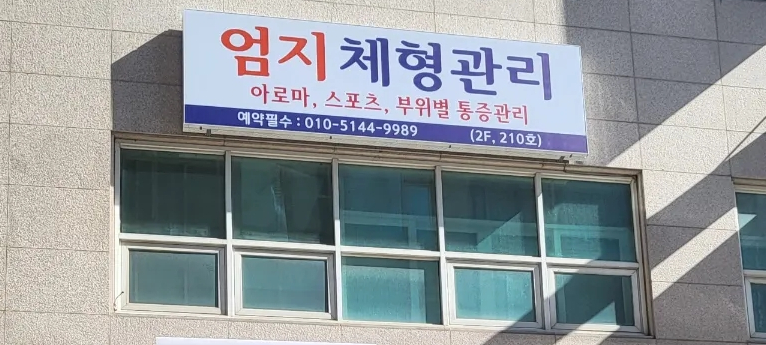 엄지체형관리
아로마, 스포츠, 부위별 통증관리
예약필수 : 010-5144-9989 (2F, 210호)